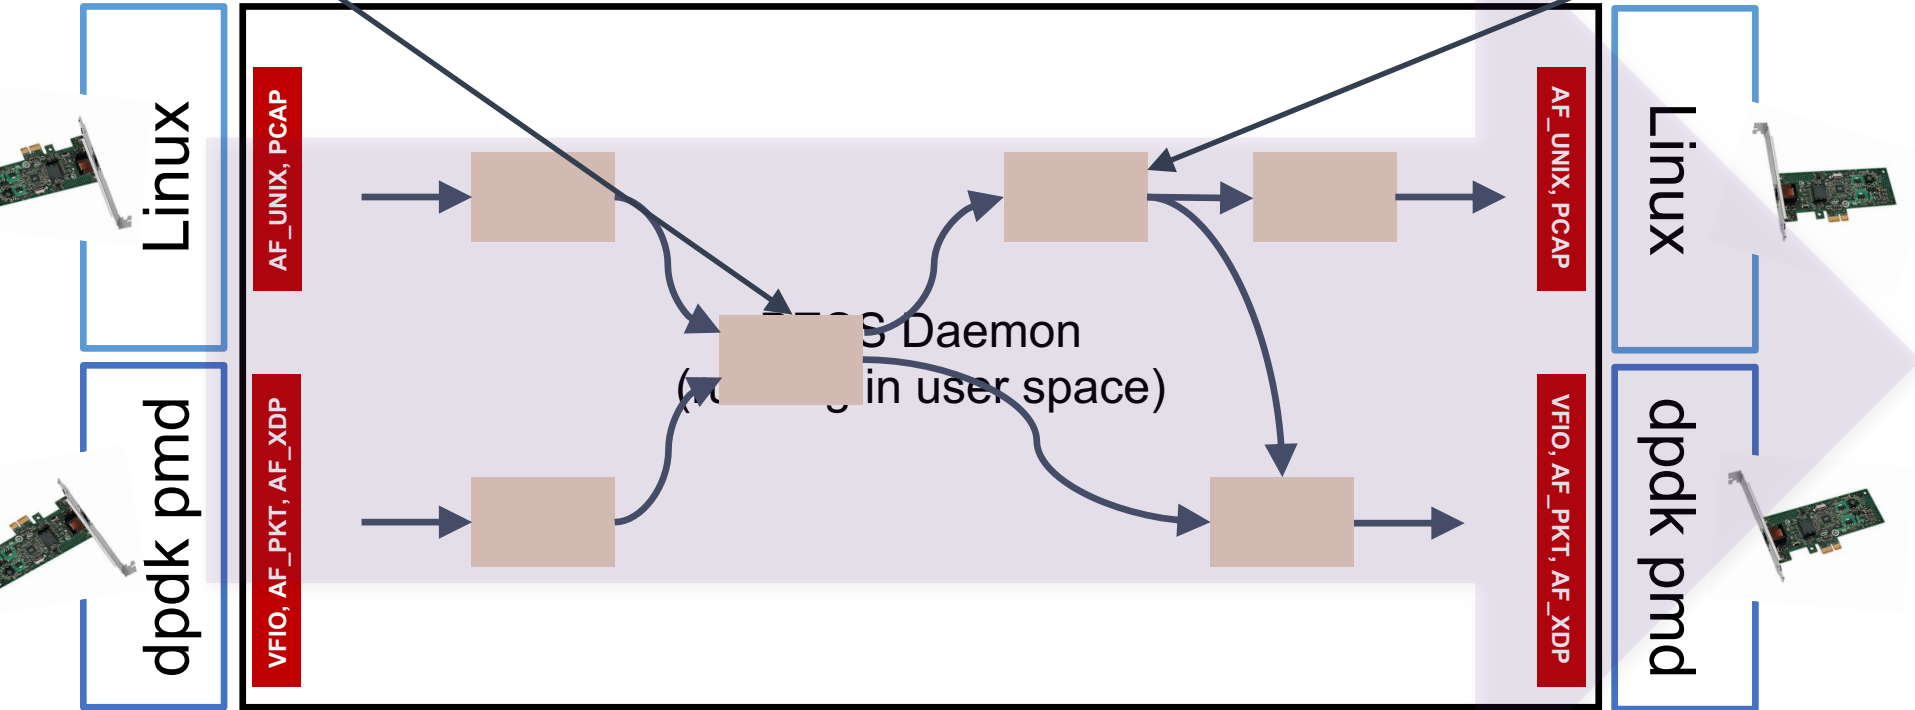 Linux
AF_UNIX, PCAP
dpdk pmd
VFIO, AF_PKT, AF_XDP
Daemon
in user space)
AF_UNIX, PCAP
Linux
VFIO, AF_PKT, AF_XDP
dpdk pmd